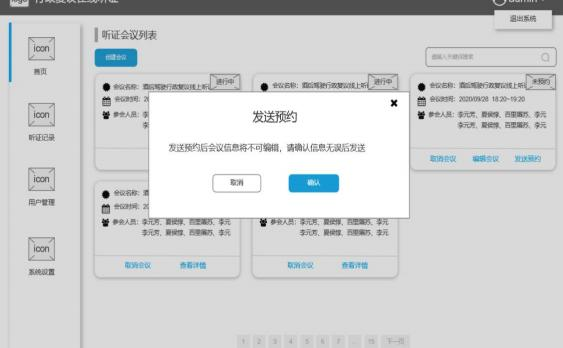 logo 行政复议在线听证
admin
退出系统
icon
首页
icon
听证记录
icon
用户管理
icon
系统设置
听证会议列表
创建会议
请输入关键词搜索
进行中
会议名称：酒后驾驶行政复议线上听
会议时间：20
参会人员：李
李
进行中
会议名称：酒后驾驶行政复议线上听
未预约
会议名称：酒后驾驶行政复议线上听
会议时间：2020/09/28 18:20~19:20
参会人员：李元芳、夏侯惇、百里屠苏、李元
李元芳、夏侯惇、百里屠苏、李元
取消会议 编辑会议 发送预约
发送预约
发送预约后会议信息将不可编辑，请确认信息无误后发送
取消 确认
会议名称：酒
会议时间：20
参会人员：李元芳、夏侯惇、百里屠苏、李元
李元芳、夏侯惇、百里屠苏、李元
取消会议 查看详情
参会人员：李元芳、夏侯惇、百里屠苏、李元
李元芳、夏侯惇、百里屠苏、李元
取消会议 查看详情
1 2 3 4 5 6 7 ... 15 下一页